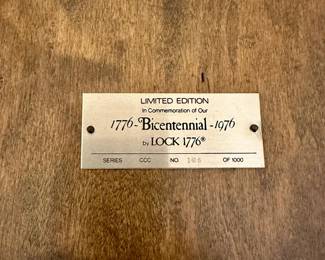 LIMITED EDITION
In Commemoration of Our
1776-Bicentennial-1976
by LOCK 1776®
SERIES CCC NO. OF 1000